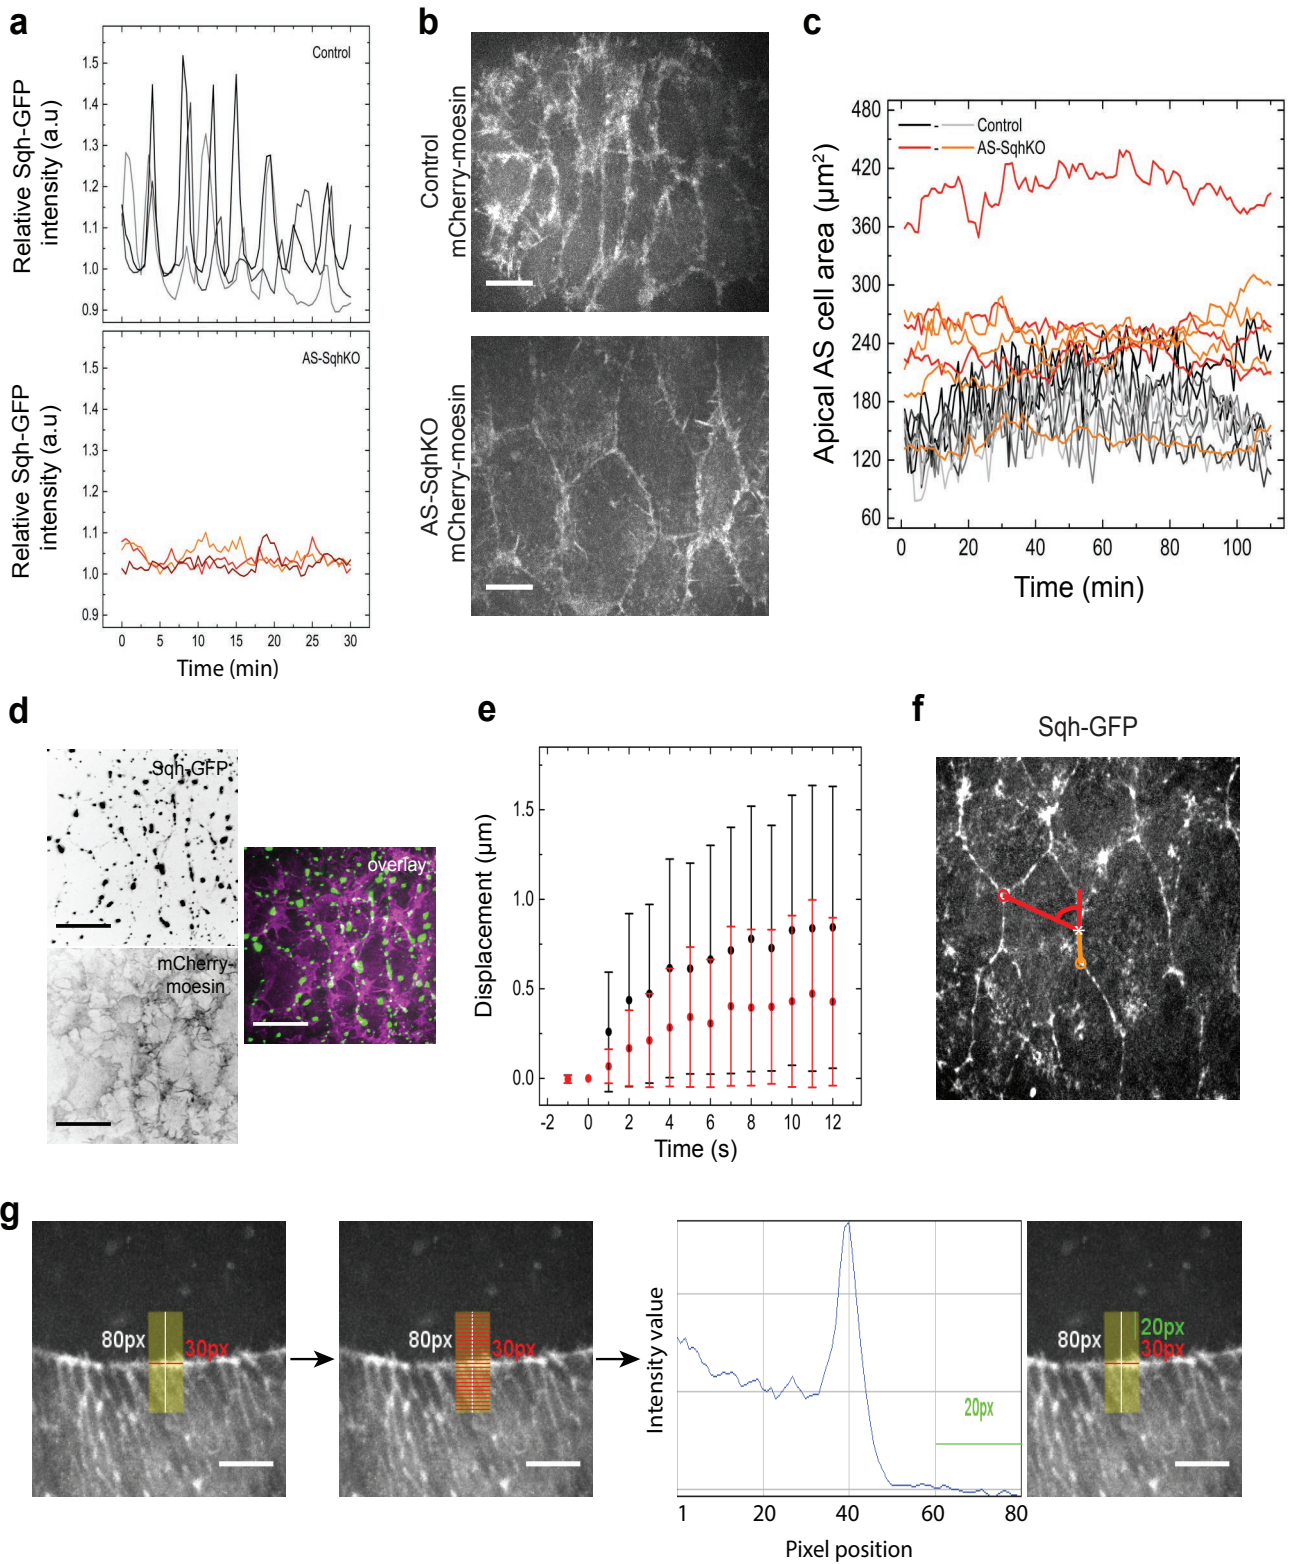 a
Relative Sqh-GFP
intensity (a.u)
1.5
1.4
1.3
1.2
1.1
1.0
0.9
Control
Relative Sqh-GFP
intensity (a.u)
1.5
1.4
1.3
1.2
1.1
1.0
0.9
AS-SqhKO
0 5 10 15 20 25 30
Time (min)
b
Control
mCherry-moesin
AS-SqhKO
mCherry-moesin
c
Apical AS cell area (µm²)
480
420
360
300
240
180
120
60
Control
AS-SqhKO
0 20 40 60 80 100
Time (min)
d
Sqh-GFP
mCherry-
moesin
overlay
e
Displacement (µm)
1.5
1.0
0.5
0.0
-2 0 2 4 6 8 10 12
Time (s)
f
Sqh-GFP
g
80px
30px
80px
30px
Intensity value
20px
1 20 40 60 80
Pixel position
80px
20px
30px